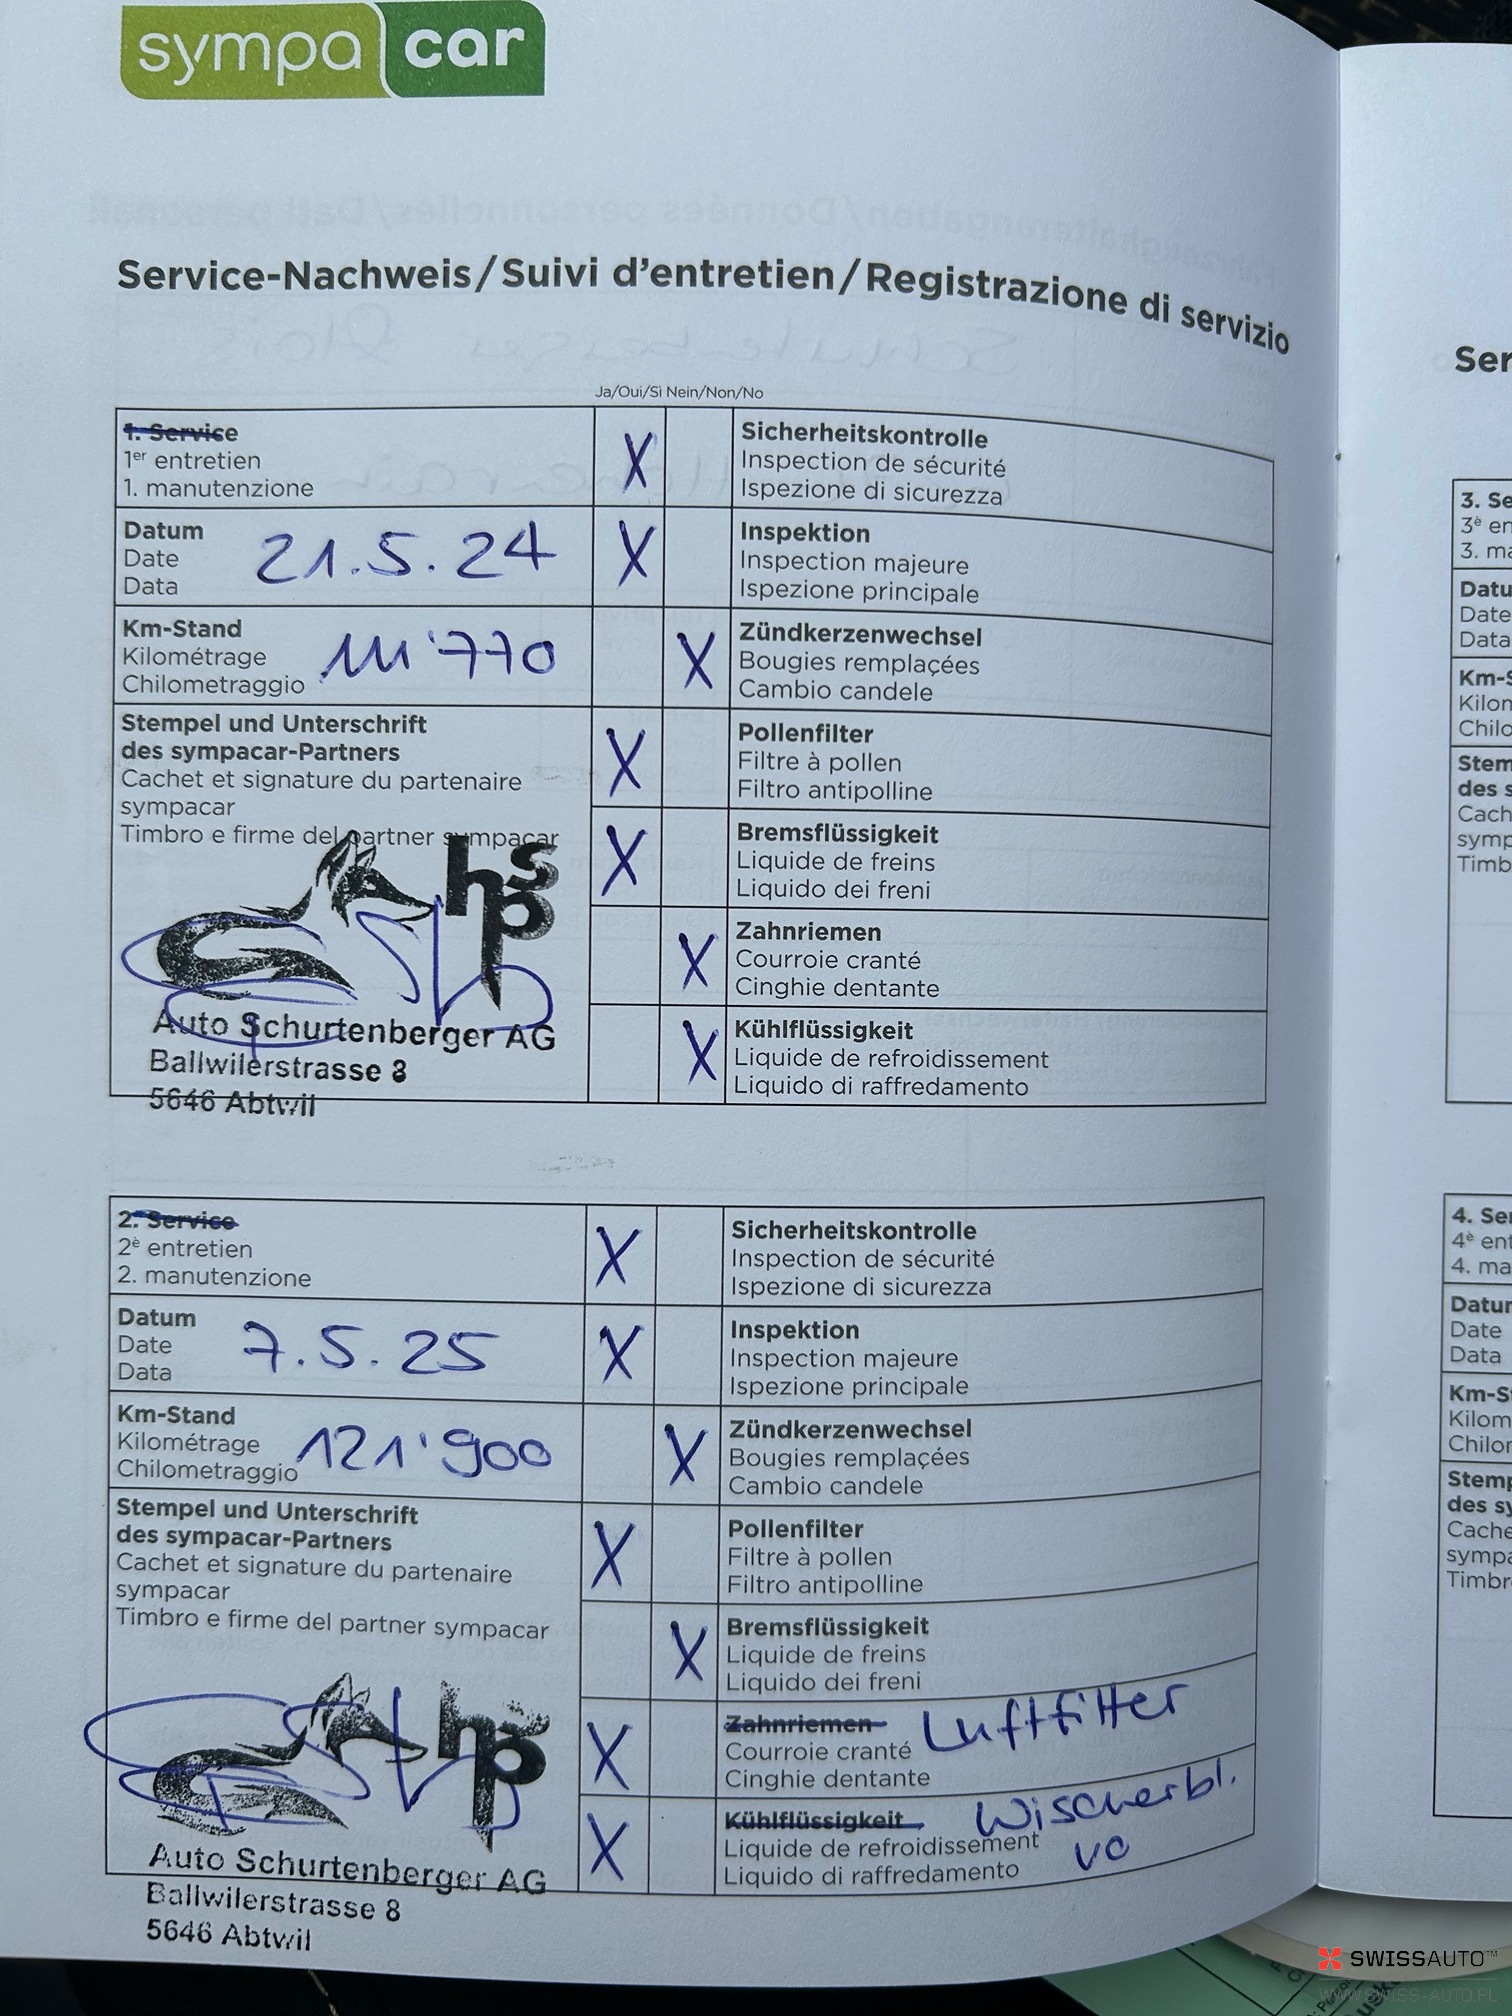 sympa car
Service-Nachweis/Suivi d'entretien/Registrazione di servizio
Ja/Oui/Sì Nein/Non/No
1. Service
1er entretien
1. manutenzione
X
Sicherheitskontrolle
Inspection de sécurité
Ispezione di sicurezza
Datum
Date
Data
21.5.24
X
Inspektion
Inspection majeure
Ispezione principale
Km-Stand
Kilométrage
Chilometraggio
111'770
X
Zündkerzenwechsel
Bougies remplaçées
Cambio candele
Stempel und Unterschrift
des sympacar-Partners
Cachet et signature du partenaire
sympacar
Timbro e firme del partner sympacar
hps
Auto Schurtenberger AG
Ballwilerstrasse 8
5646 Abtwil
X
Pollenfilter
Filtre à pollen
Filtro antipolline
X
Bremsflüssigkeit
Liquide de freins
Liquido dei freni
X
Zahnriemen
Courroie cranté
Cinghie dentante
X
Kühlflüssigkeit
Liquide de refroidissement
Liquido di raffredamento
2. Service
2è entretien
2. manutenzione
X
Sicherheitskontrolle
Inspection de sécurité
Ispezione di sicurezza
Datum
Date
Data
7.5.25
X
Inspektion
Inspection majeure
Ispezione principale
Km-Stand
Kilométrage
Chilometraggio
121'900
X
Zündkerzenwechsel
Bougies remplaçées
Cambio candele
Stempel und Unterschrift
des sympacar-Partners
Cachet et signature du partenaire
sympacar
Timbro e firme del partner sympacar
hps
Auto Schurtenberger AG
Ballwilerstrasse 8
5646 Abtwil
X
Pollenfilter
Filtre à pollen
Filtro antipolline
X
Bremsflüssigkeit
Liquide de freins
Liquido dei freni
X
Zahnriemen Luftfilter
Courroie cranté
Cinghie dentante
X
Kühlflüssigkeit Wischerbl.
Liquide de refroidissement vo
Liquido di raffredamento
Ser
3. Se
3è en
3. ma
Datu
Date
Data
Km-S
Kilon
Chilo
Stem
des s
Cach
symp
Timb
4. Ser
4è ent
4. ma
Datur
Date
Data
Km-St
Kilom
Chilor
Stemp
des sy
Cache
sympa
Timbr
SWISSAUTO™
WWW.SWISS-AUTO.PL